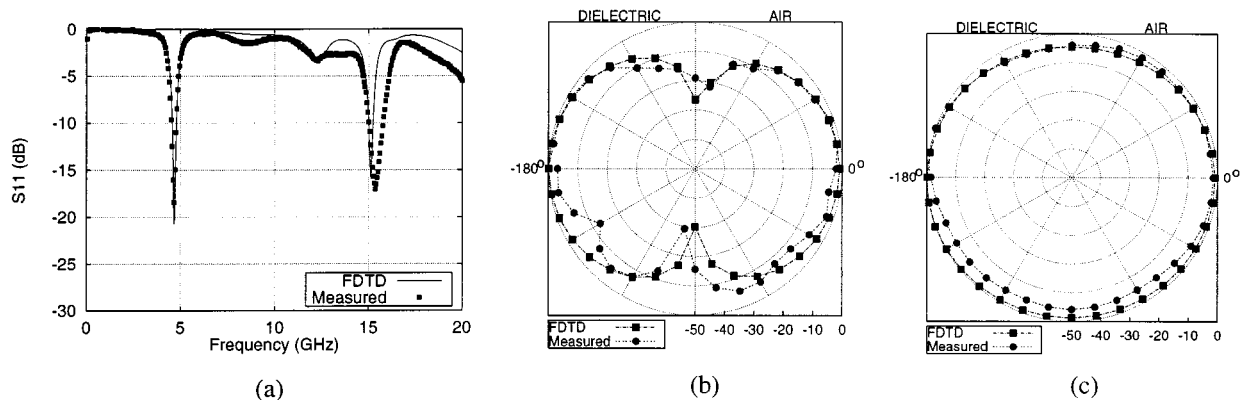 0
-5
-10
-15
-20
-25
-30
S11 (dB)
FDTD
Measured
0 5 10 15 20
Frequency (GHz)
(a)
DIELECTRIC AIR
-180° 0°
FDTD
Measured
-50 -40 -30 -20 -10 0
(b)
DIELECTRIC AIR
-180° 0°
FDTD
Measured
-50 -40 -30 -20 -10 0
(c)